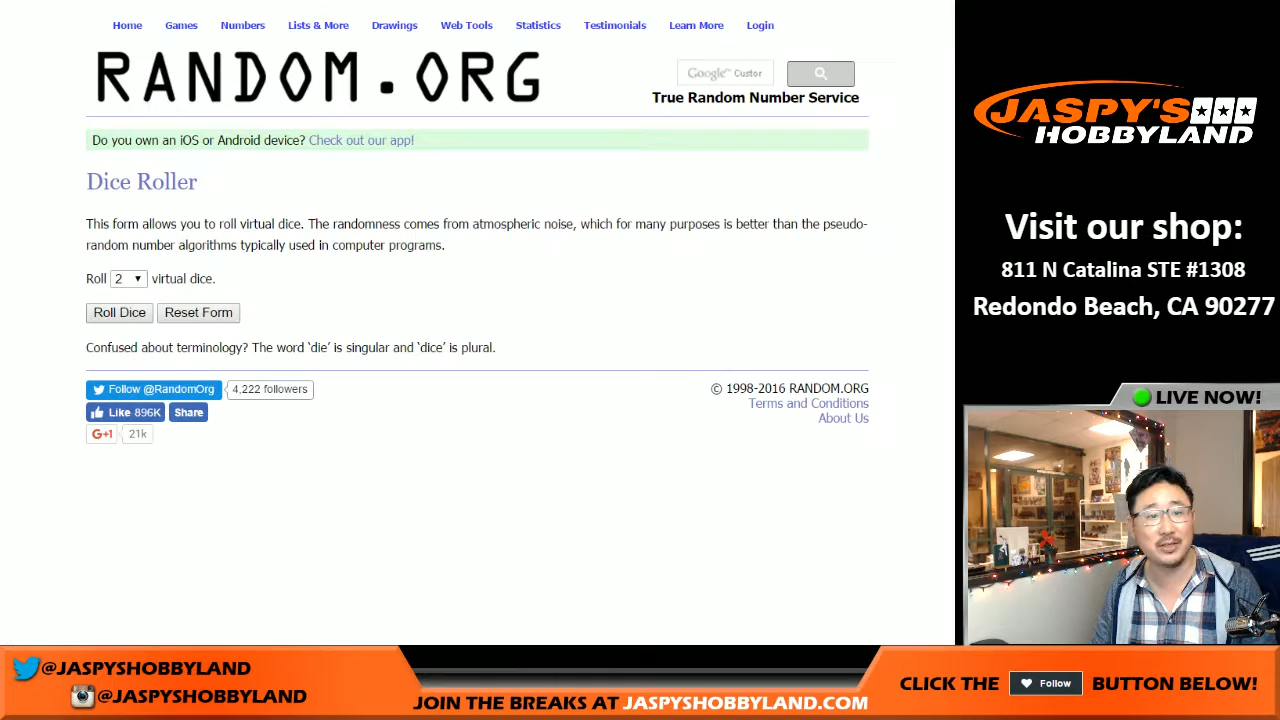 Home Games Numbers Lists & More Drawings Web Tools Statistics Testimonials Learn More Login
RANDOM.ORG
Google™ Custor
True Random Number Service
Do you own an iOS or Android device? Check out our app!
Dice Roller
This form allows you to roll virtual dice. The randomness comes from atmospheric noise, which for many purposes is better than the pseudo-
random number algorithms typically used in computer programs.
Roll 2 virtual dice.
Roll Dice Reset Form
Confused about terminology? The word ‘die’ is singular and ‘dice’ is plural.
Follow @RandomOrg 4,222 followers
Like 896K Share
G+1 21k
© 1998-2016 RANDOM.ORG
Terms and Conditions
About Us
JASPY'S
HOBBYLAND
Visit our shop:
811 N Catalina STE #1308
Redondo Beach, CA 90277
LIVE NOW!
@JASPYSHOBBYLAND
@JASPYSHOBBYLAND
JOIN THE BREAKS AT JASPYSHOBBYLAND.COM
CLICK THE Follow BUTTON BELOW!